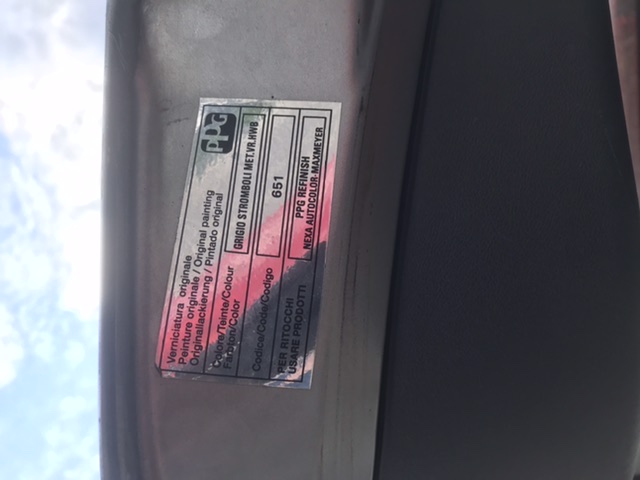 Verniciatura originale
Peinture originale / Original painting
Originallackierung / Pintado original
PPG
Colore/Teinte/Colour
Farbton/Color
GRIGIO STROMBOLI MET.VR.HWB
Codice/Code/Codigo
651
PER RITOCCHI
USARE PRODOTTI
PPG REFINISH
NEXA AUTOCOLOR-MAXMEYER